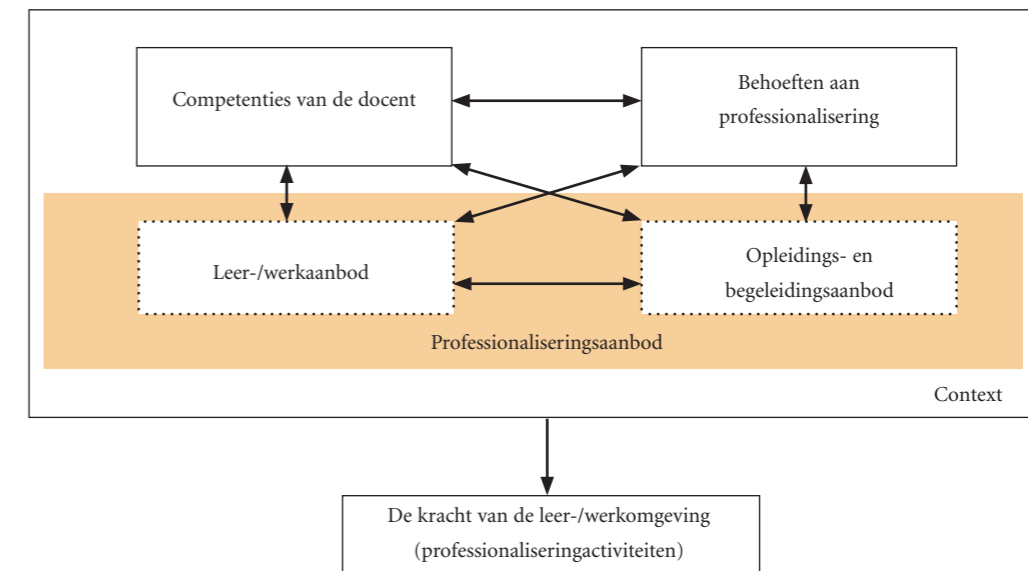 Competenties van de docent
Behoeften aan
professionalisering
Leer-/werkaanbod
Opleidings- en
begeleidingsaanbod
Professionaliseringsaanbod
Context
De kracht van de leer-/werkomgeving
(professionaliseringactiviteiten)